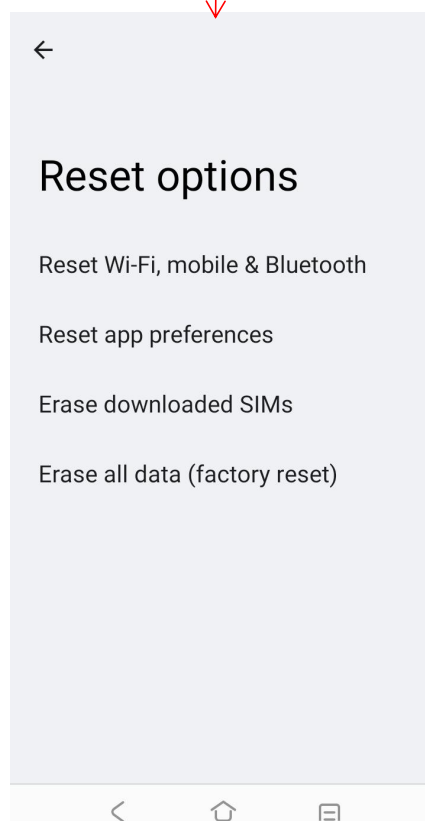 Reset options
Reset Wi-Fi, mobile & Bluetooth
Reset app preferences
Erase downloaded SIMs
Erase all data (factory reset)